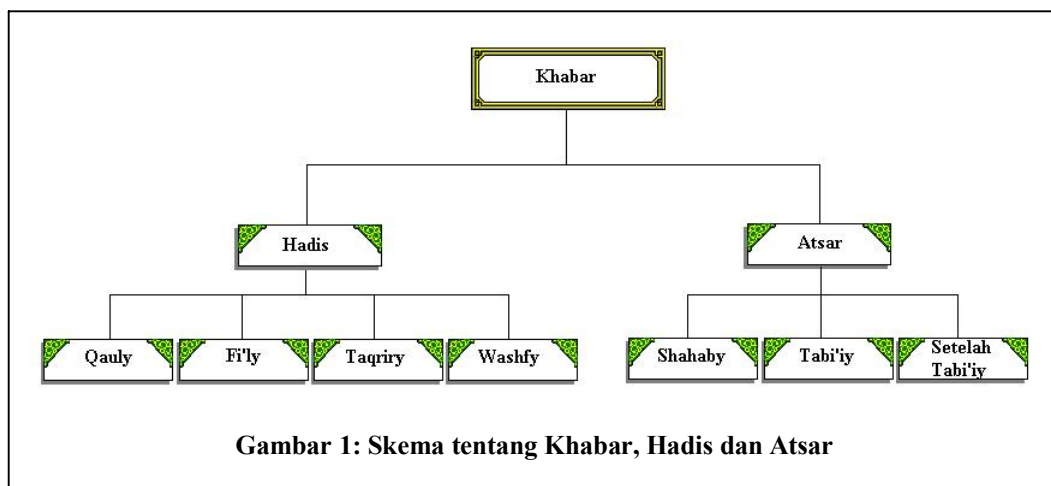 Khabar
Hadis
Atsar
Qauly
Fi'ly
Taqriry
Washfy
Shahaby
Tabi'iy
Setelah
Tabi'iy
Gambar 1: Skema tentang Khabar, Hadis dan Atsar